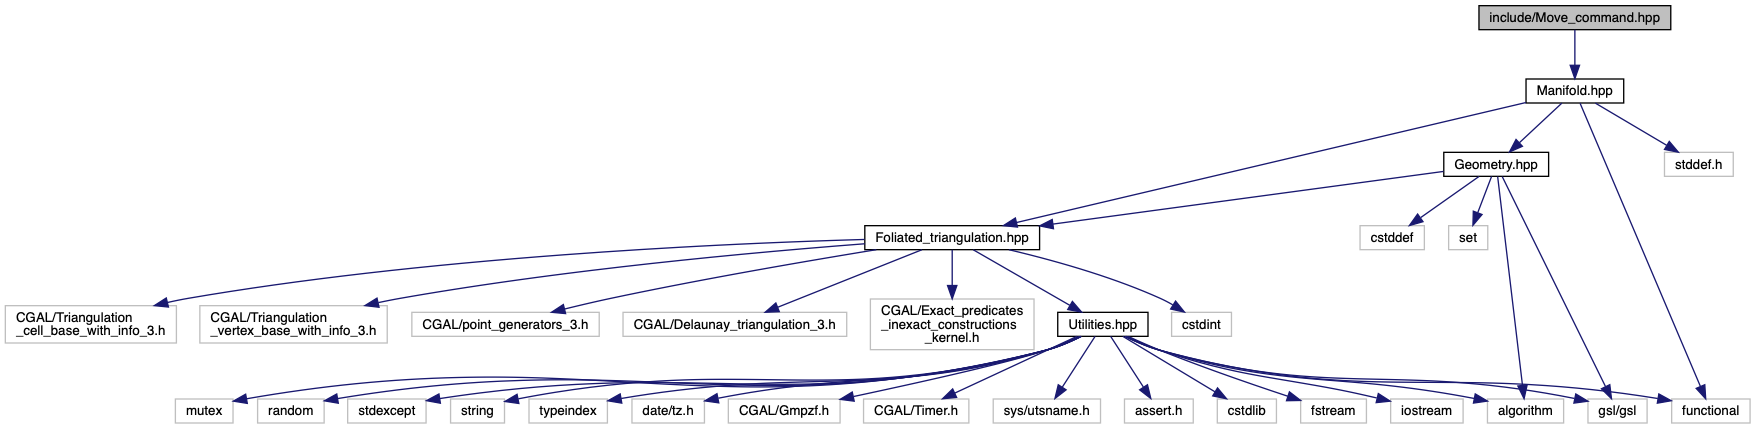 include/Move_command.hpp
Manifold.hpp
Geometry.hpp
stddef.h
Foliated_triangulation.hpp
cstddef
set
CGAL/Triangulation
_cell_base_with_info_3.h
CGAL/Triangulation
_vertex_base_with_info_3.h
CGAL/point_generators_3.h
CGAL/Delaunay_triangulation_3.h
CGAL/Exact_predicates
_inexact_constructions
_kernel.h
Utilities.hpp
cstdint
mutex
random
stdexcept
string
typeindex
date/tz.h
CGAL/Gmpzf.h
CGAL/Timer.h
sys/utsname.h
assert.h
cstdlib
fstream
iostream
algorithm
gsl/gsl
functional